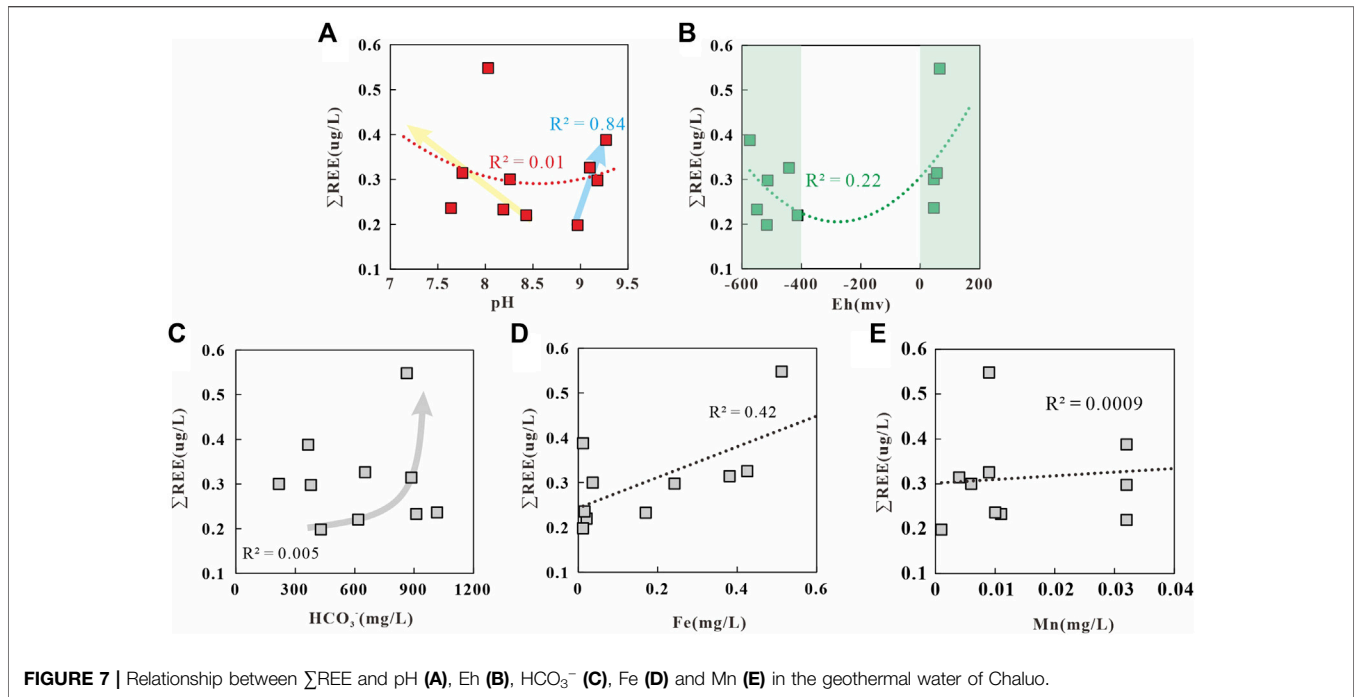 A
B
0.6
0.5
0.4
0.3
0.2
0.1
∑REE(ug/L)
R² = 0.84
R² = 0.01
7
7.5
8
8.5
9
9.5
pH
0.6
0.5
0.4
0.3
0.2
0.1
∑REE(ug/L)
R² = 0.22
-600
-400
-200
0
200
Eh(mv)
C
D
E
0.6
0.5
0.4
0.3
0.2
0.1
∑REE(ug/L)
R² = 0.005
0
300
600
900
1200
HCO₃⁻(mg/L)
0.6
0.5
0.4
0.3
0.2
0.1
∑REE(ug/L)
R² = 0.42
0
0.2
0.4
0.6
Fe(mg/L)
0.6
0.5
0.4
0.3
0.2
0.1
∑REE(ug/L)
R² = 0.0009
0
0.01
0.02
0.03
0.04
Mn(mg/L)
FIGURE 7 | Relationship between ∑REE and pH (A), Eh (B), HCO₃⁻ (C), Fe (D) and Mn (E) in the geothermal water of Chaluo.